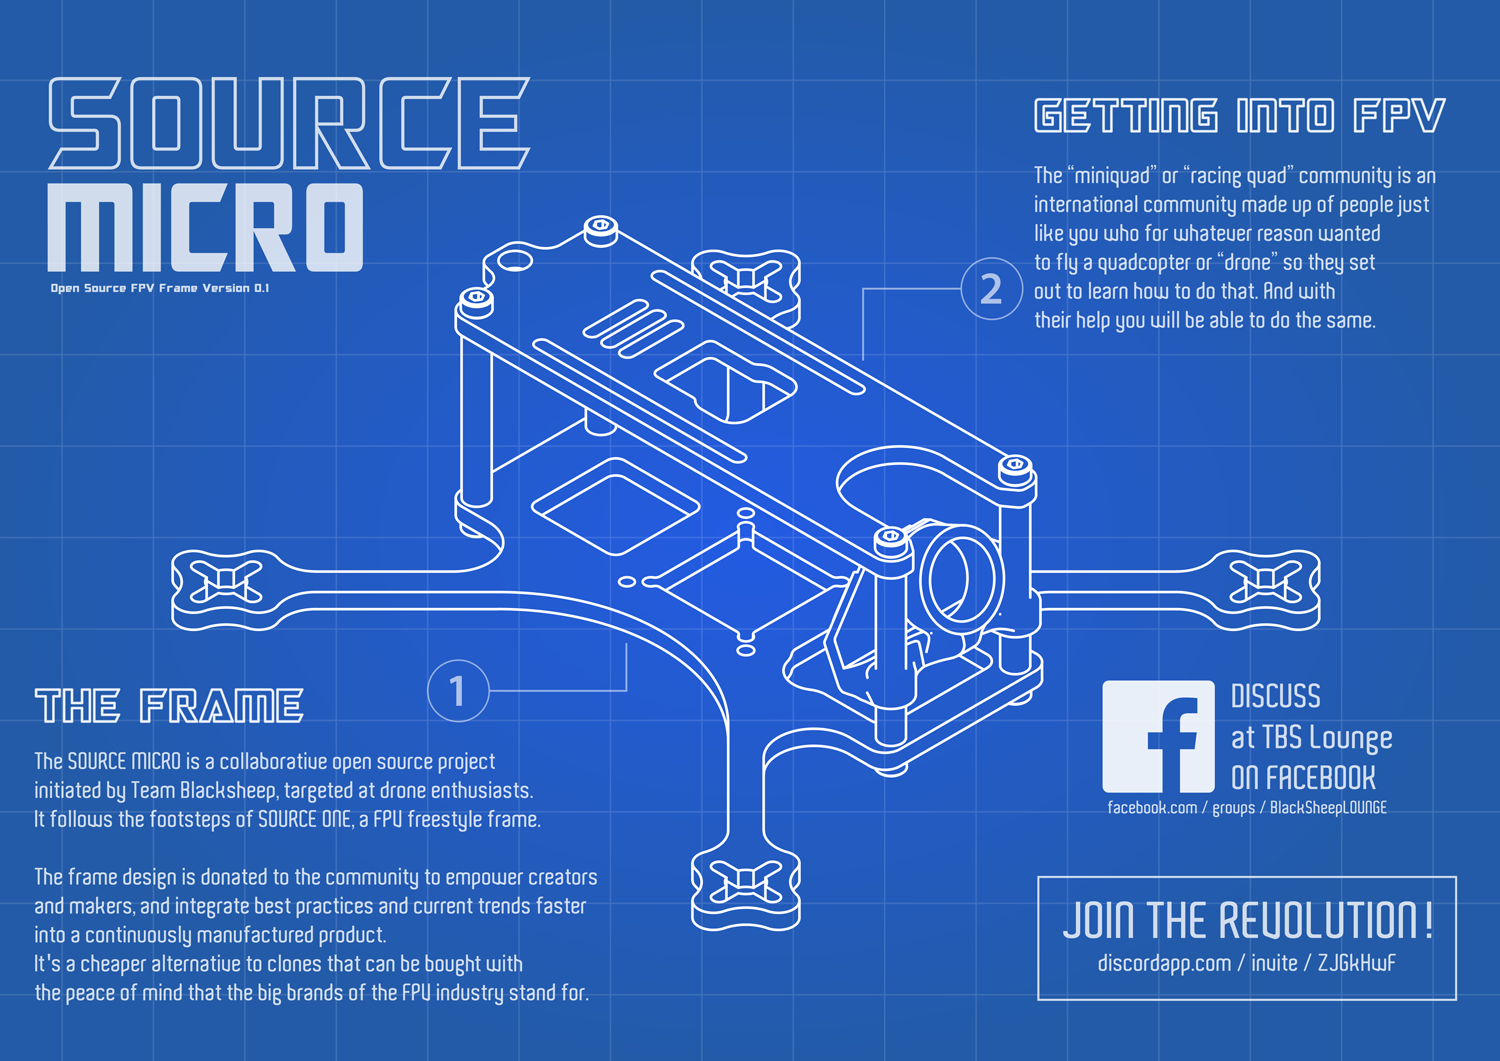 SOURCE
MICRO
Open Source FPV Frame Version 0.1
GETTING INTO FPV
The “miniquad” or “racing quad” community is an
international community made up of people just
like you who for whatever reason wanted
to fly a quadcopter or “drone” so they set
out to learn how to do that. And with
their help you will be able to do the same.
2
1
THE FRAME
The SOURCE MICRO is a collaborative open source project
initiated by Team Blacksheep, targeted at drone enthusiasts.
It follows the footsteps of SOURCE ONE, a FPV freestyle frame.
The frame design is donated to the community to empower creators
and makers, and integrate best practices and current trends faster
into a continuously manufactured product.
It's a cheaper alternative to clones that can be bought with
the peace of mind that the big brands of the FPV industry stand for.
f
DISCUSS
at TBS Lounge
ON FACEBOOK
facebook.com / groups / BlackSheepLOUNGE
JOIN THE REVOLUTION!
discordapp.com / invite / ZJGkHwF